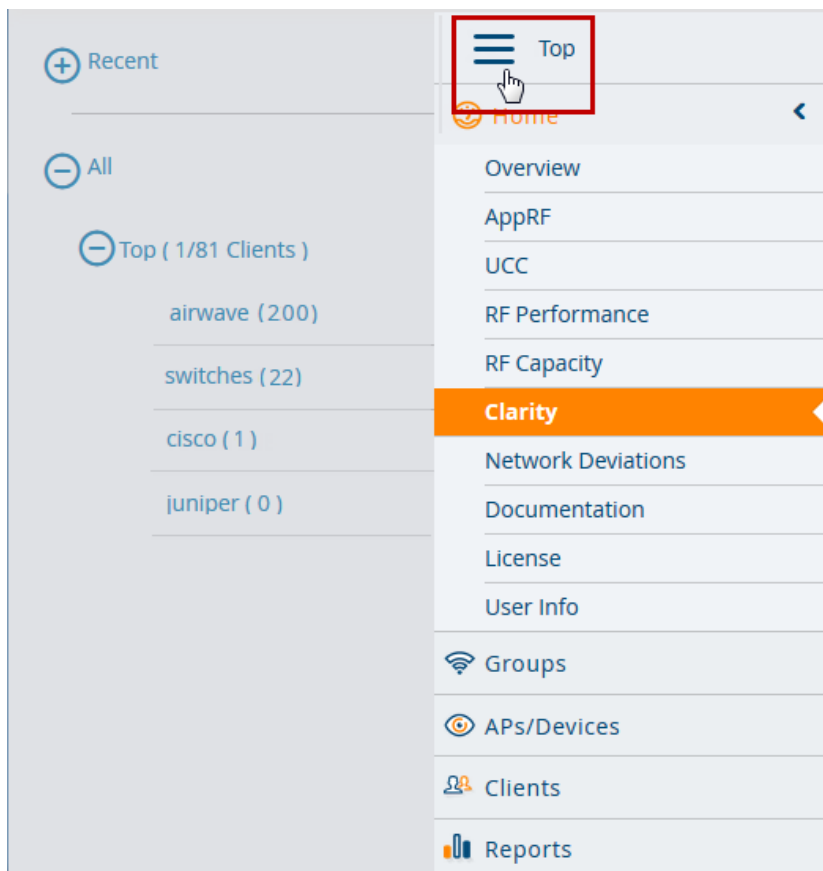 Recent
All
Top ( 1/81 Clients )
airwave (200)
switches (22)
cisco ( 1 )
juniper ( 0 )
Top
Home
Overview
AppRF
UCC
RF Performance
RF Capacity
Clarity
Network Deviations
Documentation
License
User Info
Groups
APs/Devices
Clients
Reports